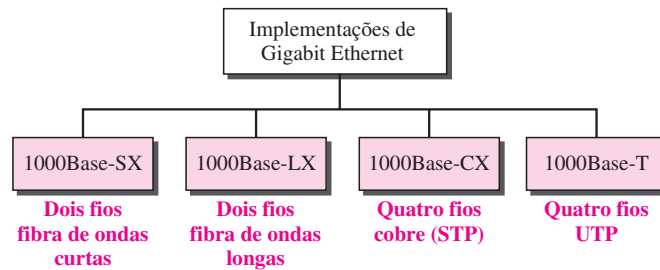 Implementações de
Gigabit Ethernet
1000Base-SX
1000Base-LX
1000Base-CX
1000Base-T
Dois fios
fibra de ondas
curtas
Dois fios
fibra de ondas
longas
Quatro fios
cobre (STP)
Quatro fios
UTP